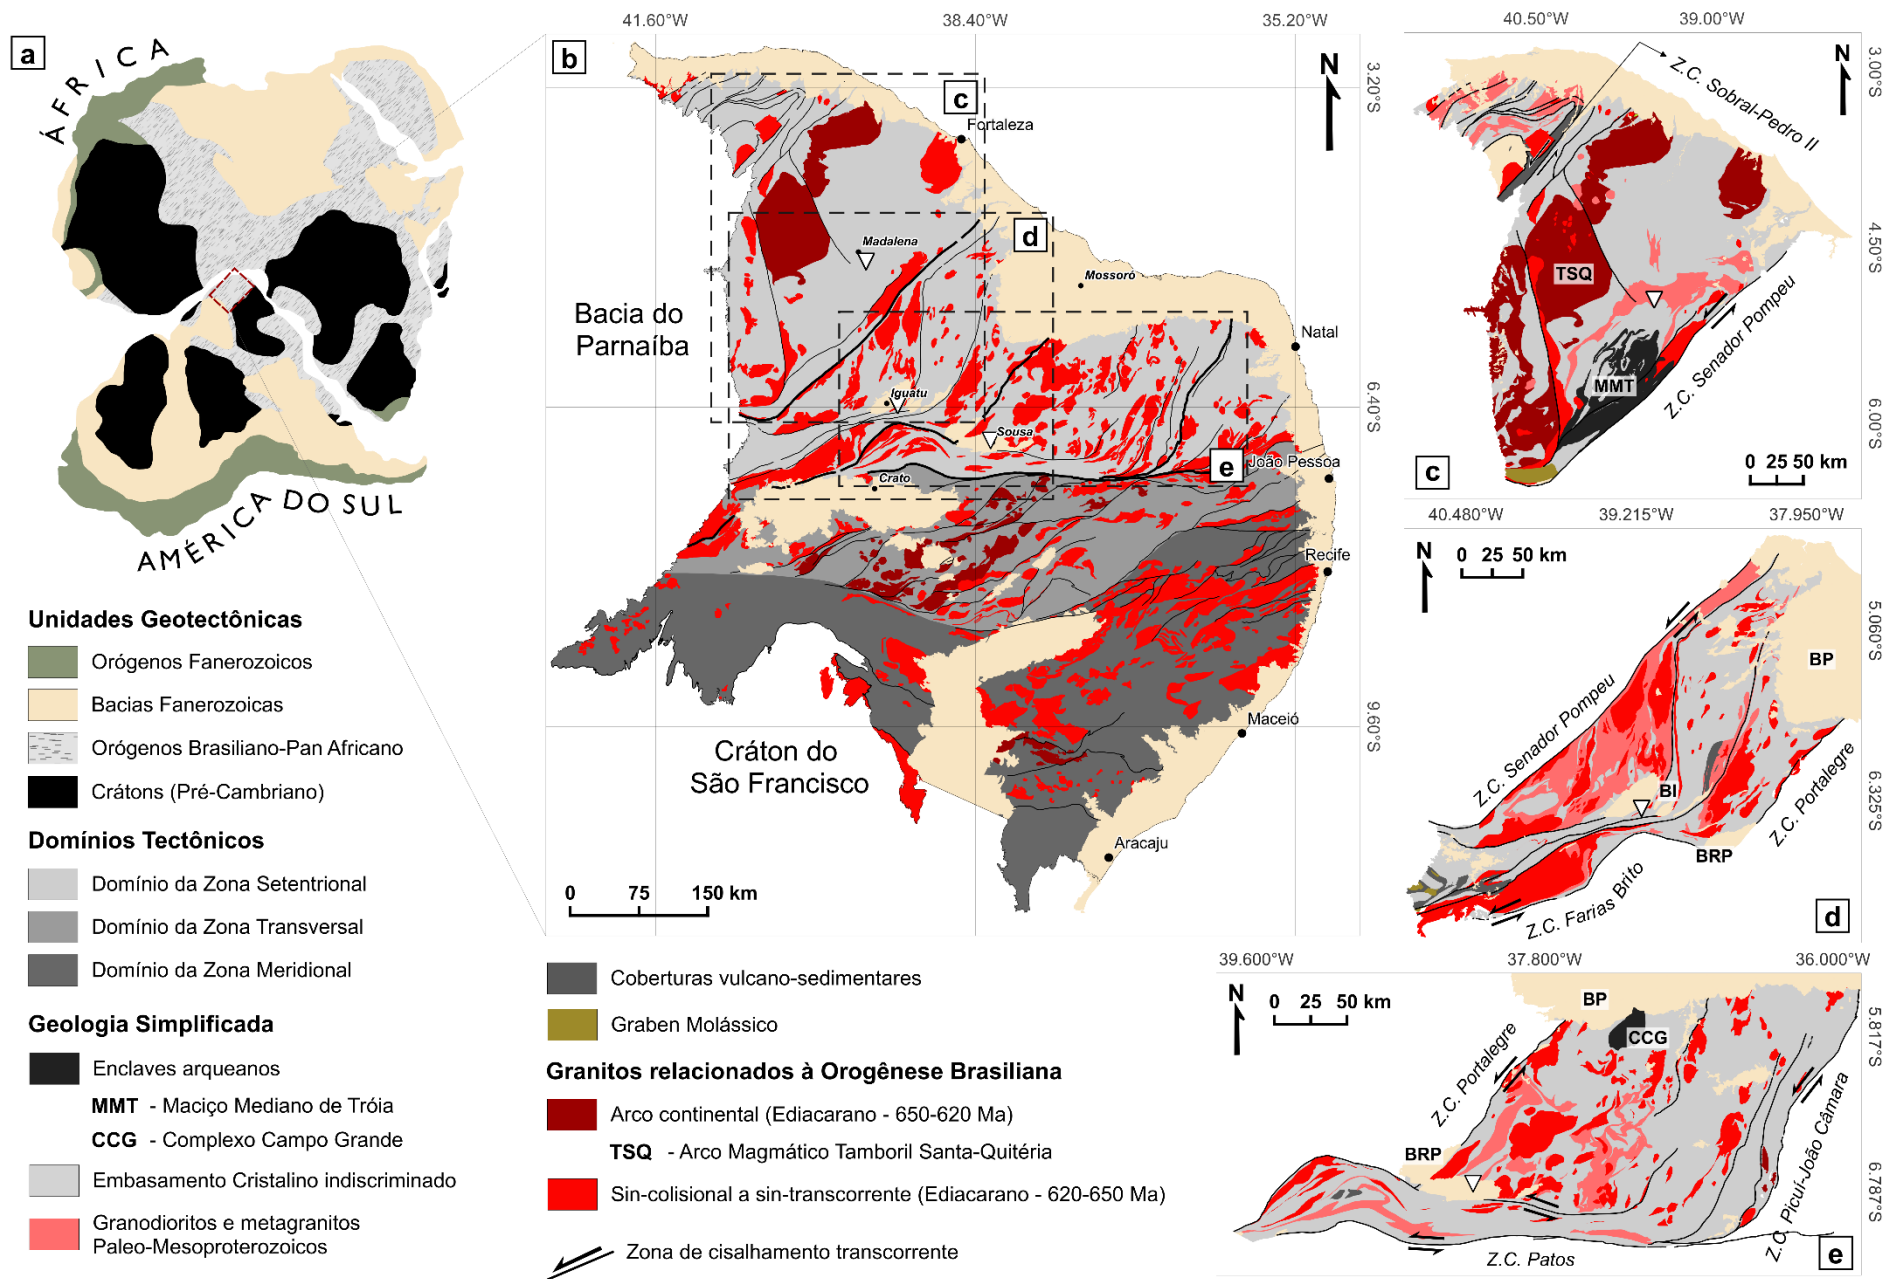 a
ÁFRICA
AMÉRICA DO SUL
Unidades Geotectônicas
Orógenos Fanerozoicos
Bacias Fanerozoicas
Orógenos Brasiliano-Pan Africano
Crátons (Pré-Cambriano)
Domínios Tectônicos
Domínio da Zona Setentrional
Domínio da Zona Transversal
Domínio da Zona Meridional
Geologia Simplificada
Enclaves arqueanos
MMT - Maciço Mediano de Tróia
CCG - Complexo Campo Grande
Embasamento Cristalino indiscriminado
Granodioritos e metagranitos
Paleo-Mesoproterozoicos
41.60°W
38.40°W
35.20°W
b
N
c
3.20°S
Fortaleza
d
Madalena
Mossoró
Bacia do
Parnaíba
Natal
Iguatu
6.40°S
Sousa
e
João Pessoa
Crato
Recife
Cráton do
São Francisco
Maceió
9.60°S
Aracaju
0 75 150 km
Coberturas vulcano-sedimentares
Graben Molássico
Granitos relacionados à Orogênese Brasiliana
Arco continental (Ediacarano - 650-620 Ma)
TSQ - Arco Magmático Tamboril Santa-Quitéria
Sin-colisional a sin-transcorrente (Ediacarano - 620-650 Ma)
Zona de cisalhamento transcorrente
40.50°W
39.00°W
N
3.00°S
Z.C. Sobral-Pedro II
4.50°S
TSQ
MMT
Z.C. Senador Pompeu
6.00°S
c
0 25 50 km
40.480°W
39.215°W
37.950°W
N
0 25 50 km
5.060°S
BP
Z.C. Senador Pompeu
BI
6.325°S
Z.C. Portalegre
BRP
Z.C. Farias Brito
d
39.600°W
37.800°W
36.000°W
N
0 25 50 km
BP
5.817°S
CCG
Z.C. Portalegre
BRP
Z.C. Picuí-João Câmara
6.787°S
Z.C. Patos
e